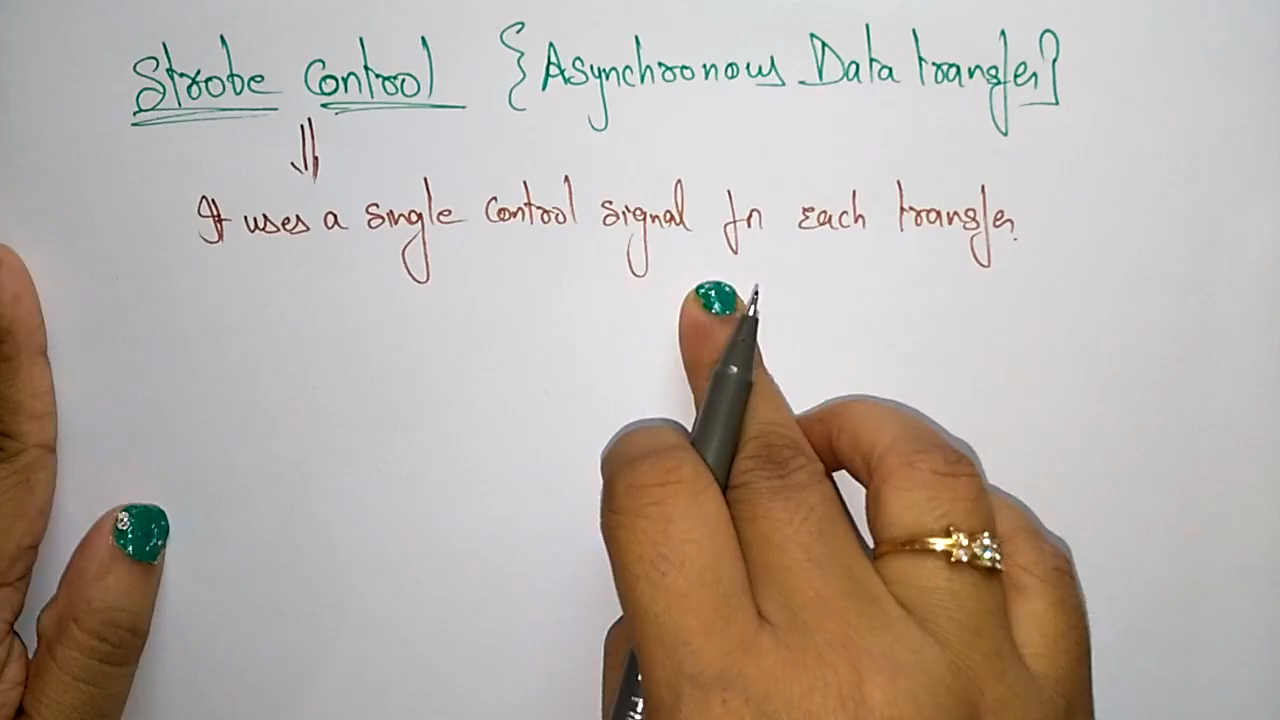 Strobe Control {Asynchronous Data transfer}
It uses a single control signal for each transfer.